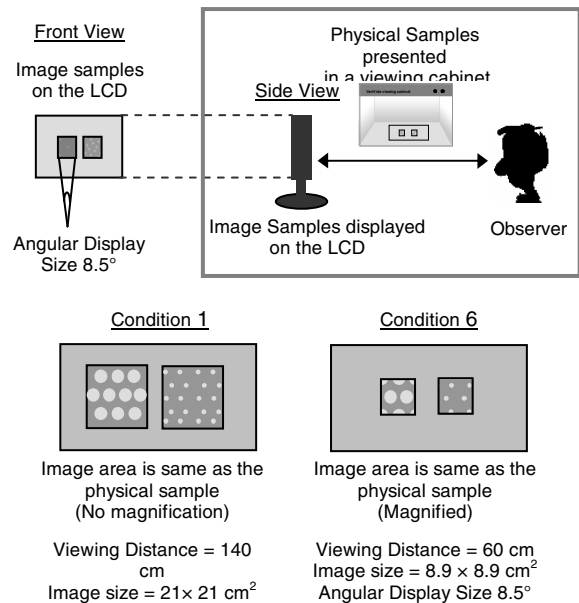 Front View
Image samples
on the LCD
Angular Display
Size 8.5°
Physical Samples
presented
in a viewing cabinet
Side View
VeriVide viewing cabinet
Image Samples displayed
on the LCD
Observer
Condition 1
Image area is same as the
physical sample
(No magnification)
Viewing Distance = 140
cm
Image size = 21× 21 cm²
Condition 6
Image area is same as the
physical sample
(Magnified)
Viewing Distance = 60 cm
Image size = 8.9 × 8.9 cm²
Angular Display Size 8.5°